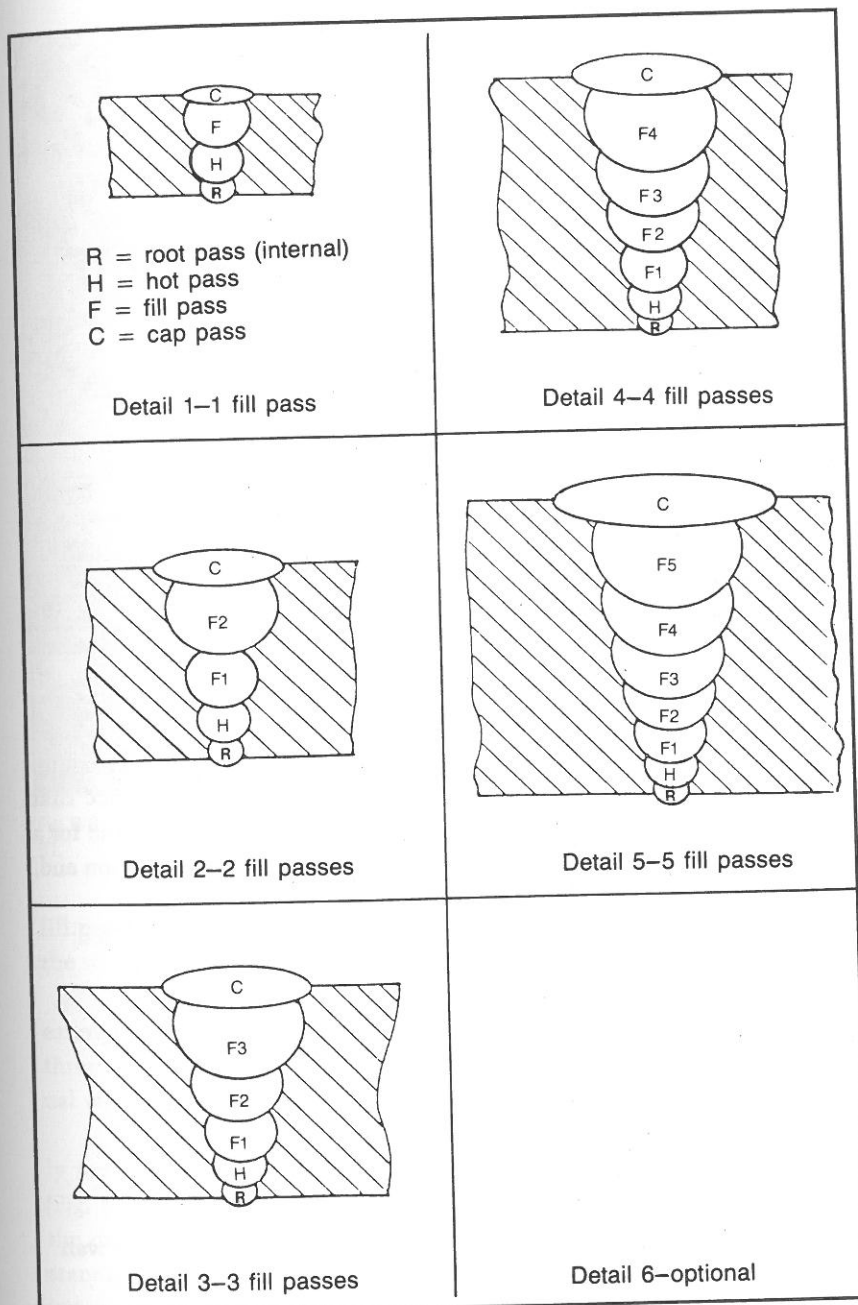 C
F
H
R
R = root pass (internal)
H = hot pass
F = fill pass
C = cap pass
Detail 1–1 fill pass
C
F4
F3
F2
F1
H
R
Detail 4–4 fill passes
C
F2
F1
H
R
Detail 2–2 fill passes
C
F5
F4
F3
F2
F1
H
R
Detail 5–5 fill passes
C
F3
F2
F1
H
R
Detail 3–3 fill passes
Detail 6–optional